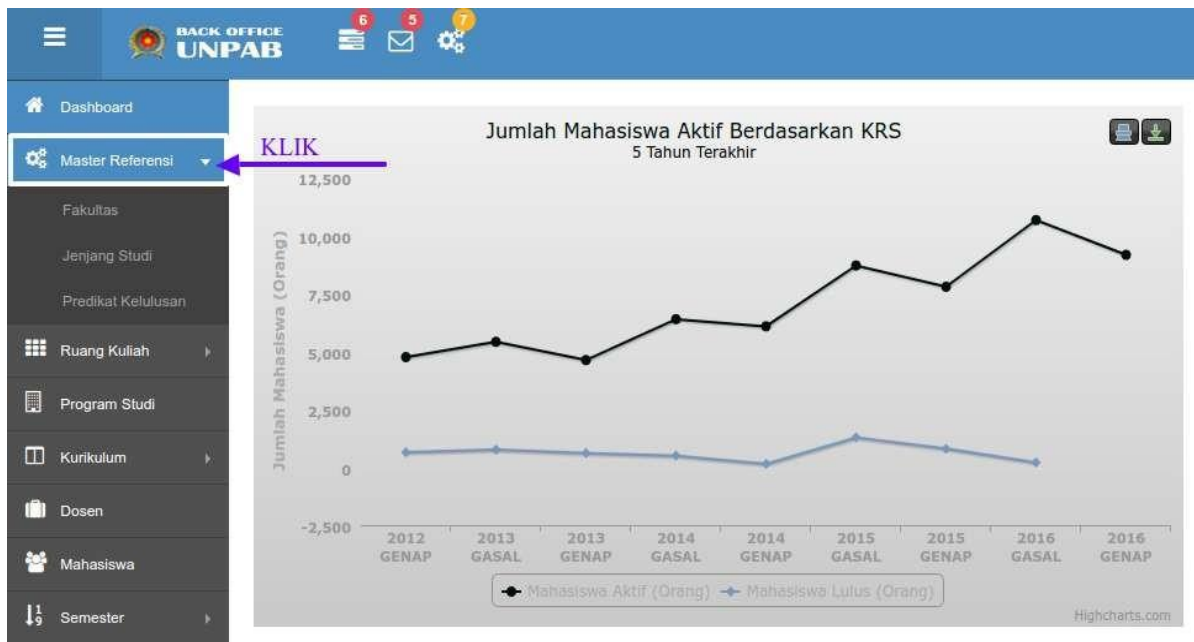 BACK OFFICE
UNPAB
6
5
7
Dashboard
Master Referensi
Fakultas
Jenjang Studi
Predikat Kelulusan
Ruang Kuliah
Program Studi
Kurikulum
Dosen
Mahasiswa
Semester
KLIK
Jumlah Mahasiswa Aktif Berdasarkan KRS
5 Tahun Terakhir
Jumlah Mahasiswa (Orang)
12,500
10,000
7,500
5,000
2,500
0
-2,500
2012 GENAP
2013 GASAL
2013 GENAP
2014 GASAL
2014 GENAP
2015 GASAL
2015 GENAP
2016 GASAL
2016 GENAP
Mahasiswa Aktif (Orang) Mahasiswa Lulus (Orang)
Highcharts.com